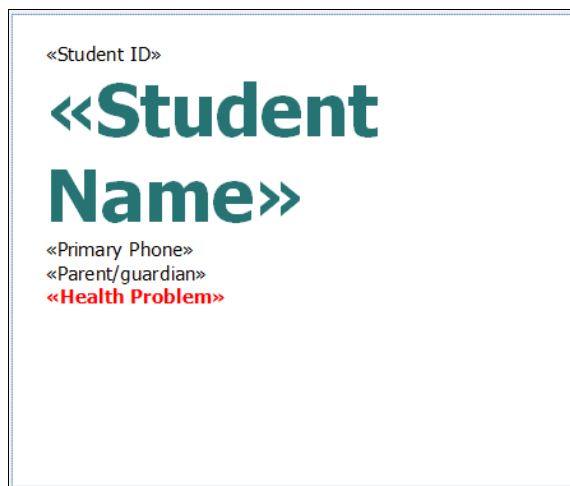 «Student ID»
«Student
Name»
«Primary Phone»
«Parent/guardian»
«Health Problem»